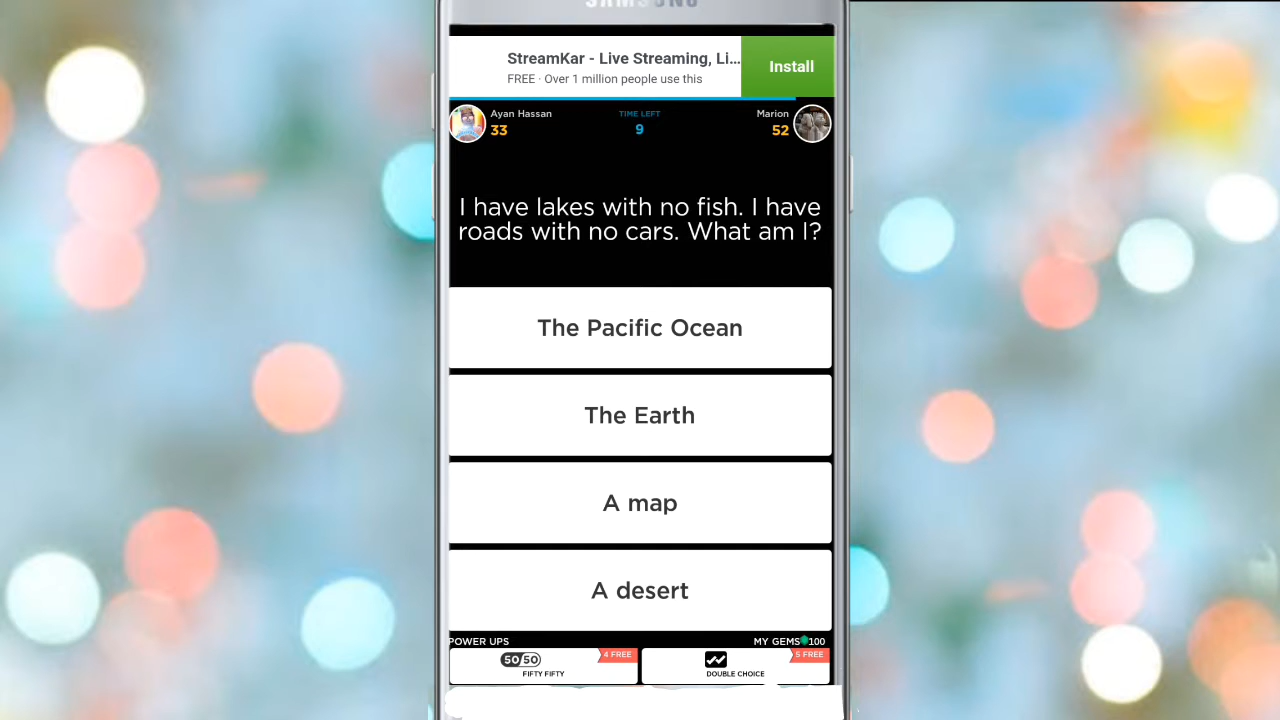 SAMSUNG
StreamKar - Live Streaming, Li...
FREE · Over 1 million people use this
Install
Ayan Hassan
33
TIME LEFT
9
Marion
52
I have lakes with no fish. I have
roads with no cars. What am I?
The Pacific Ocean
The Earth
A map
A desert
POWER UPS
MY GEMS 100
50/50
4 FREE
FIFTY FIFTY
5 FREE
DOUBLE CHOICE